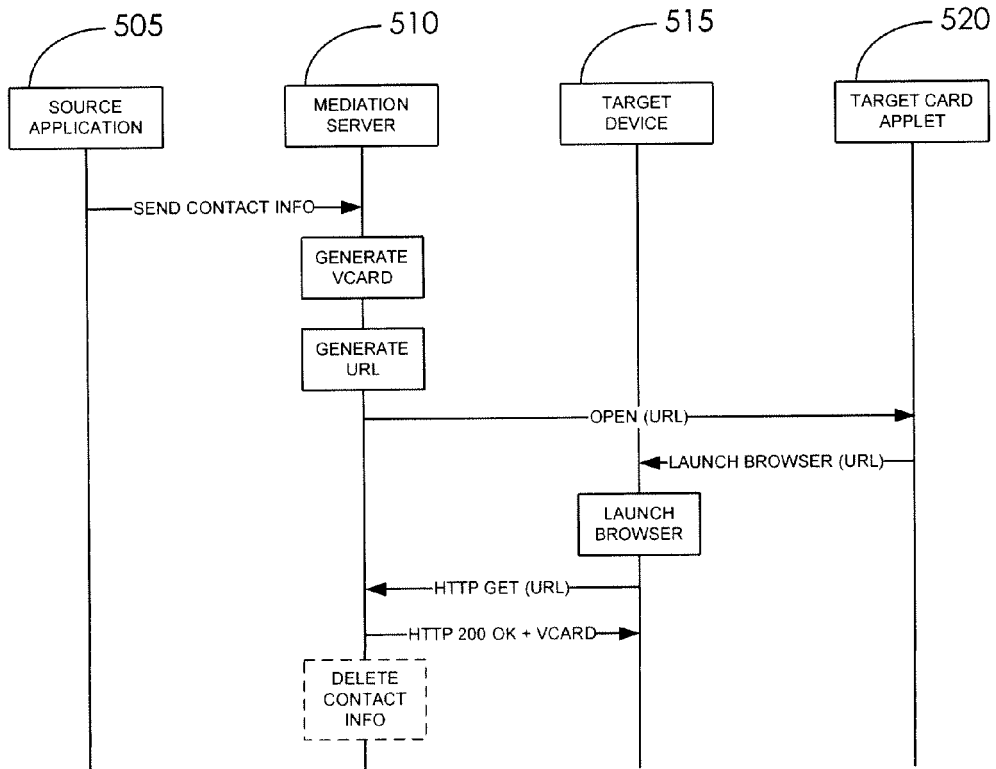 505
510
515
520
SOURCE
APPLICATION
MEDIATION
SERVER
TARGET
DEVICE
TARGET CARD
APPLET
SEND CONTACT INFO
GENERATE
VCARD
GENERATE
URL
OPEN (URL)
LAUNCH BROWSER (URL)
LAUNCH
BROWSER
HTTP GET (URL)
HTTP 200 OK + VCARD
DELETE
CONTACT
INFO